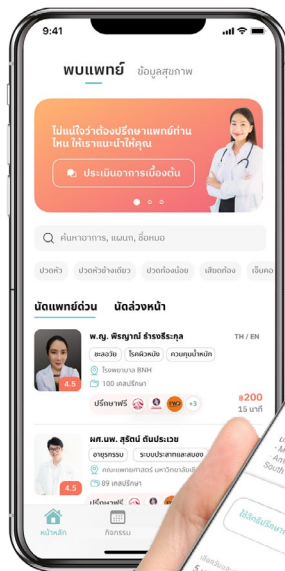 9:41
พบแพทย์ ข้อมูลสุขภาพ
ไม่แน่ใจว่าต้องปรึกษาแพทย์ท่าน
ไหน ให้เราแนะนำให้คุณ
ประเมินอาการเบื้องต้น
ค้นหาอาการ, แผนก, ชื่อหมอ
ปวดหัว ปวดหัวข้างเดียว ปวดท้องน้อย เสียดท้อง เจ็บคอ
นัดแพทย์ด่วน นัดล่วงหน้า
พ.ญ. พิรญาณ์ ธำรงธีระกุล TH / EN
ชะลอวัย โรคผิวหนัง ควบคุมน้ำหนัก
โรงพยาบาล BNH
4.5 100 เคสปรึกษา
ปรึกษาฟรี +3 ฿200
15 นาที
ผศ.นพ. สุรัตน์ ตันประเวช
อายุรกรรม ระบบประสาทและสมอง
คณะแพทยศาสตร์ มหาวิทยาลัย
4.5 89 เคสปรึกษา
ปรึกษาฟรี
หน้าหลัก กิจกรรม
South
ใช้สิทธิ์ปรึกษา